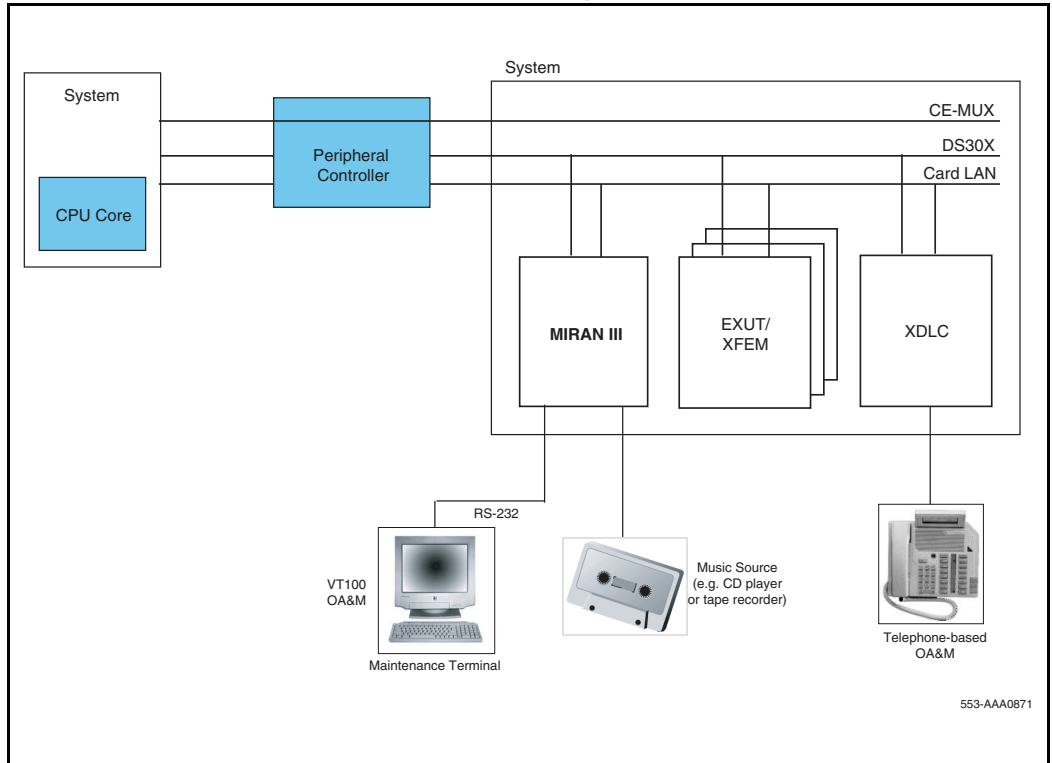 System
System
CE-MUX
DS30X
Card LAN
Peripheral
Controller
CPU Core
MIRAN III
EXUT/
XFEM
XDLC
RS-232
VT100
OA&M
Maintenance Terminal
Music Source
(e.g. CD player
or tape recorder)
Telephone-based
OA&M
553-AAA0871